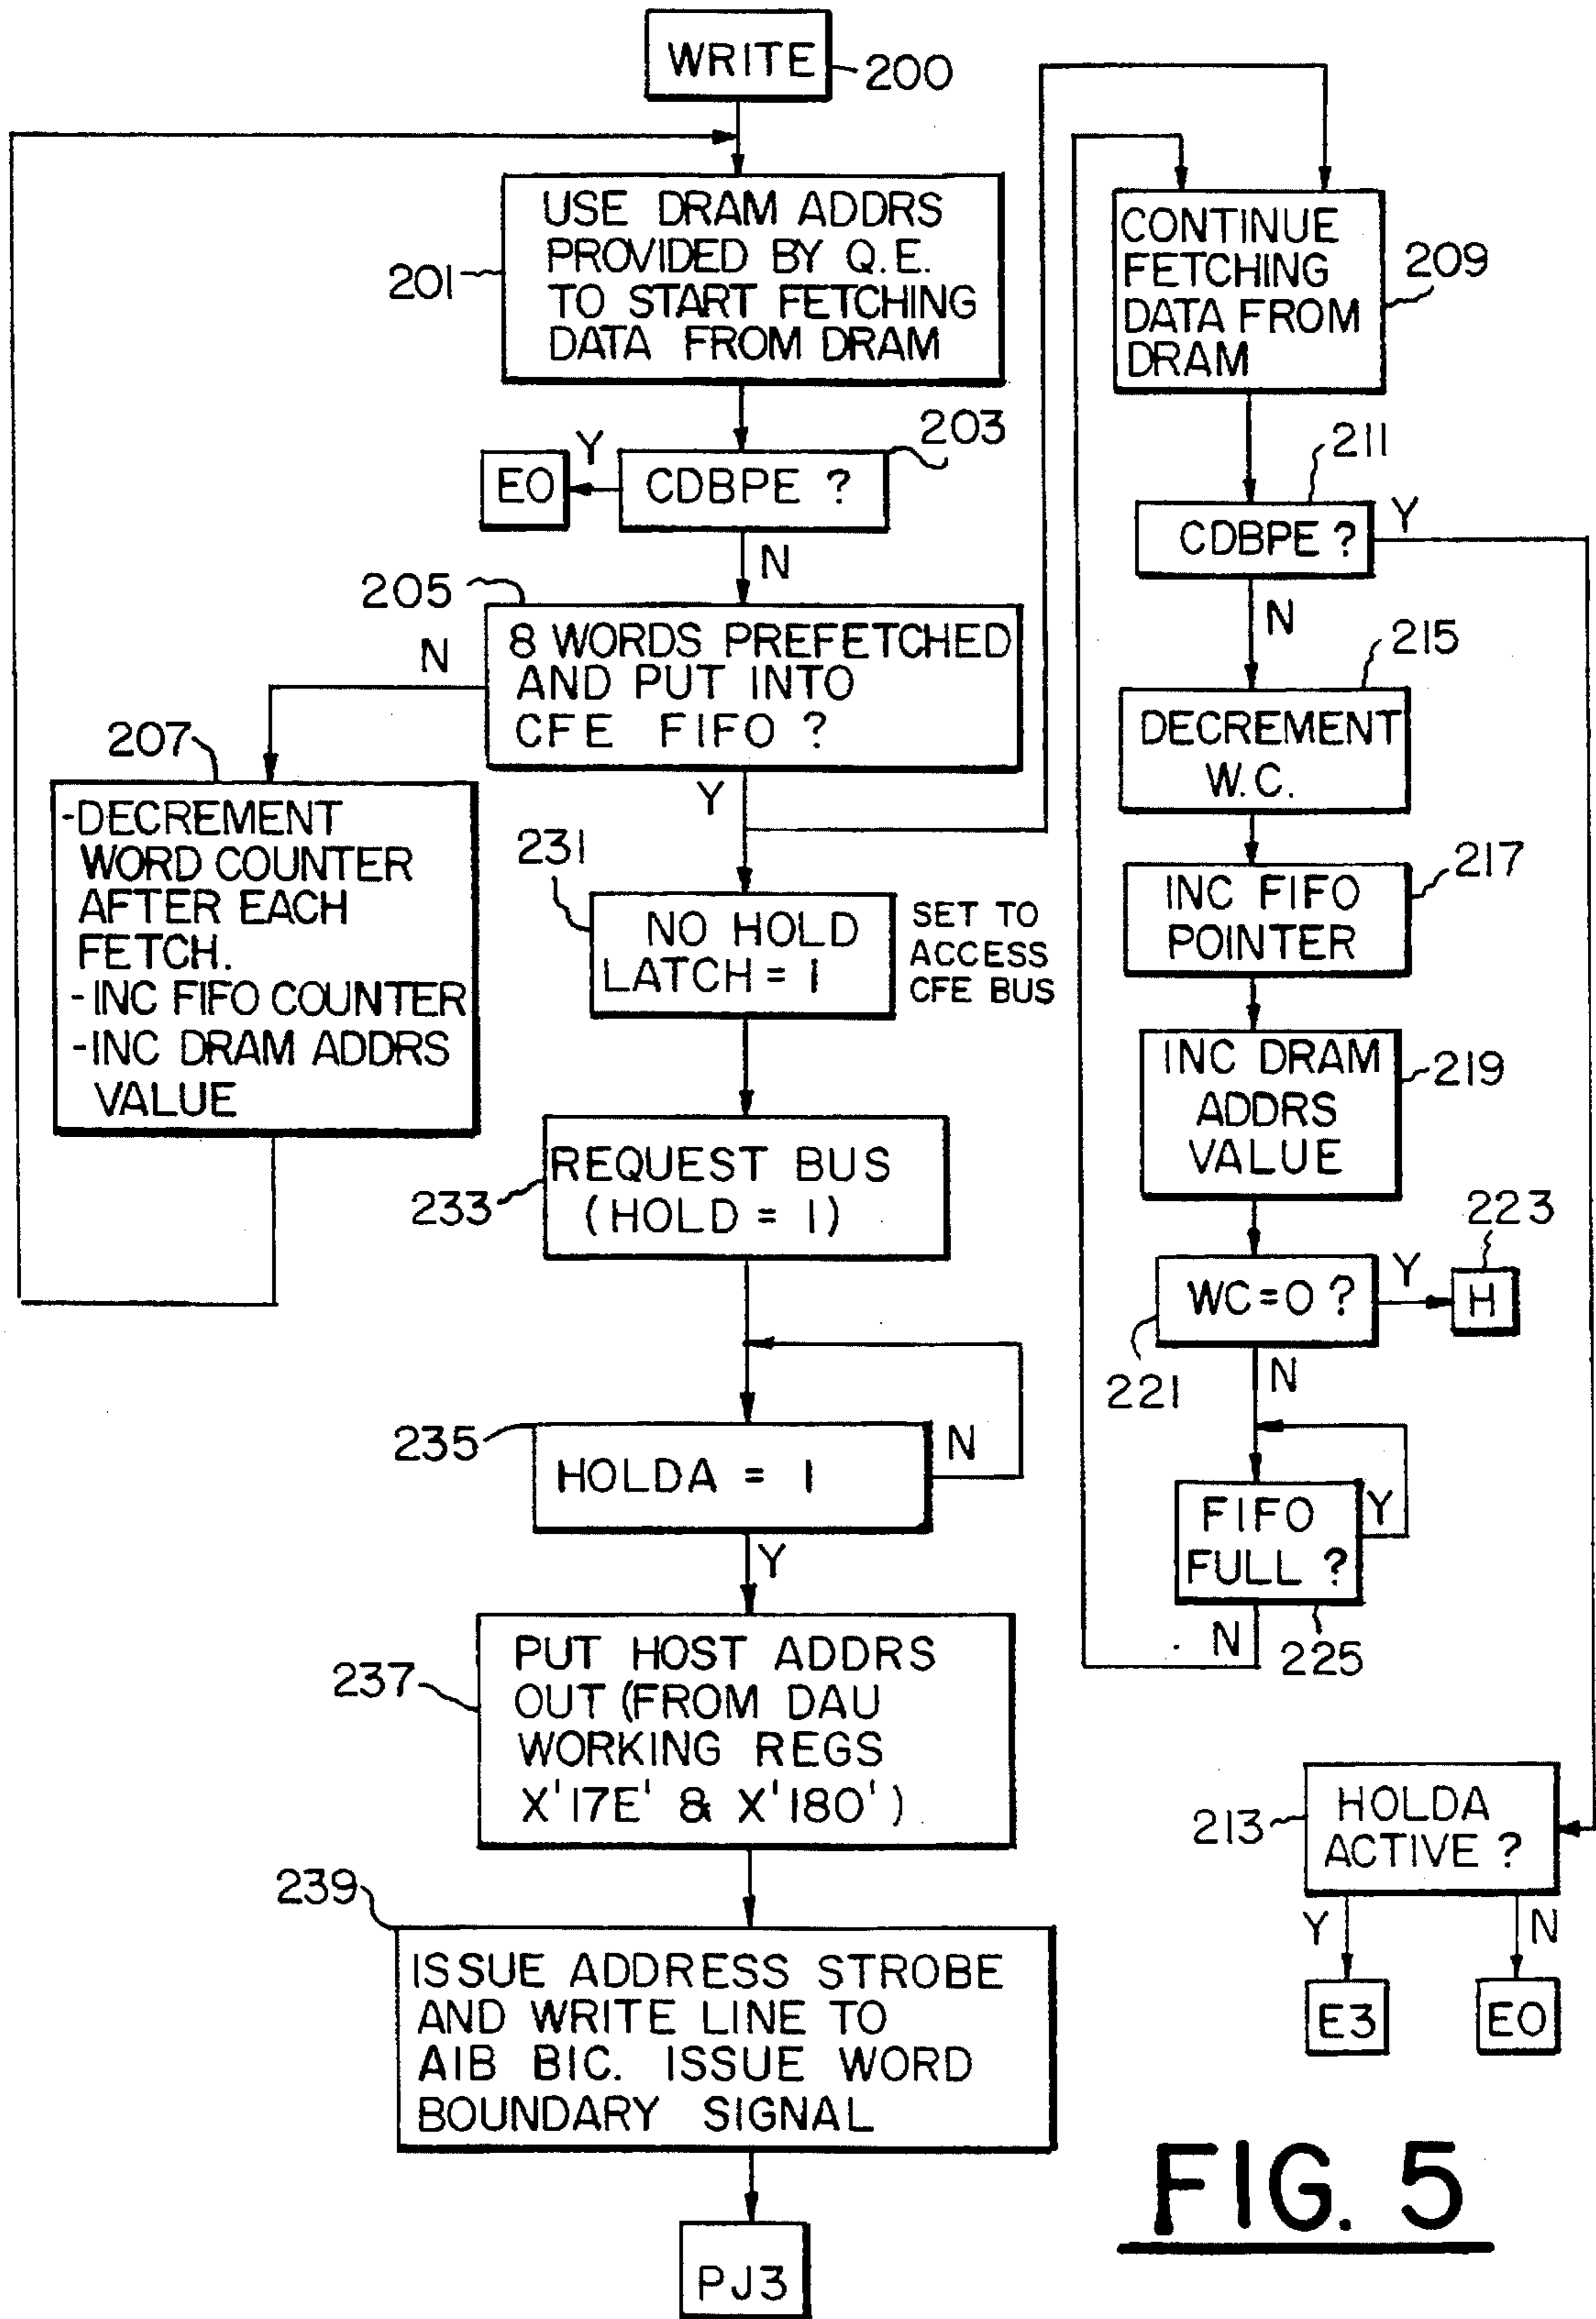 WRITE
200
USE DRAM ADDRS
PROVIDED BY Q.E.
TO START FETCHING
DATA FROM DRAM
201
203
CDBPE ?
Y
EO
N
205
8 WORDS PREFETCHED
AND PUT INTO
CFE FIFO ?
N
Y
207
-DECREMENT
WORD COUNTER
AFTER EACH
FETCH.
-INC FIFO COUNTER
-INC DRAM ADDRS
VALUE
231
NO HOLD
LATCH = 1
SET TO
ACCESS
CFE BUS
REQUEST BUS
(HOLD = 1)
233
235
HOLDA = 1
N
Y
237
PUT HOST ADDRS
OUT (FROM DAU
WORKING REGS
X'17E' & X'180')
239
ISSUE ADDRESS STROBE
AND WRITE LINE TO
AIB BIC. ISSUE WORD
BOUNDARY SIGNAL
PJ3
CONTINUE
FETCHING
DATA FROM
DRAM
209
211
CDBPE ?
Y
N
215
DECREMENT
W.C.
INC FIFO
POINTER
217
INC DRAM
ADDRS
VALUE
219
WC=0 ?
221
Y
223
H
N
FIFO
FULL ?
Y
N
225
HOLDA
ACTIVE ?
213
Y
N
E3
EO
FIG. 5